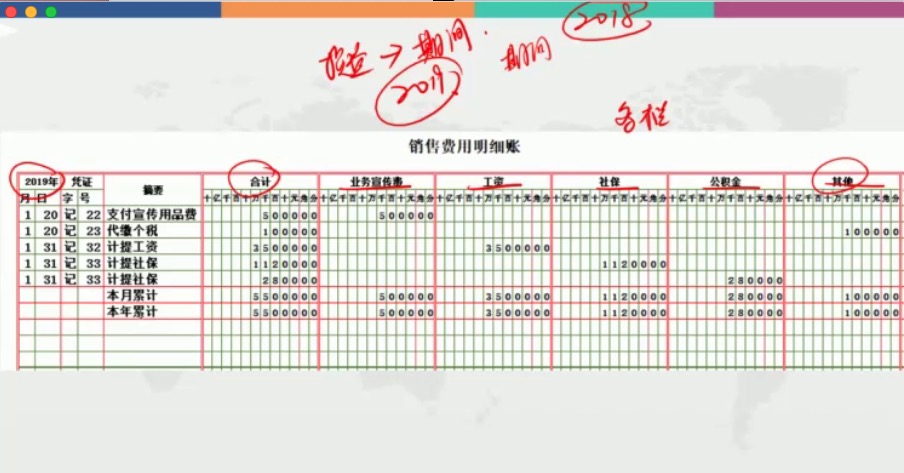 损益→期间.
期间
2018
2019
多栏
销售费用明细账
2019年 凭证 摘要 合计 业务宣传费 工资 社保 公积金 其他
月 日 字 号 十亿千百十万千百十元角分 十亿千百十万千百十元角分 十亿千百十万千百十元角分 十亿千百十万千百十元角分 十亿千百十万千百十元角分 十亿千百十万千百十元角分
1 20 记 22 支付宣传用品费 500000 500000
1 20 记 23 代缴个税 100000 100000
1 31 记 32 计提工资 3500000 3500000
1 31 记 33 计提社保 1120000 1120000
1 31 记 33 计提社保 280000 280000
本月累计 5500000 500000 3500000 1120000 280000 100000
本年累计 5500000 500000 3500000 1120000 280000 100000